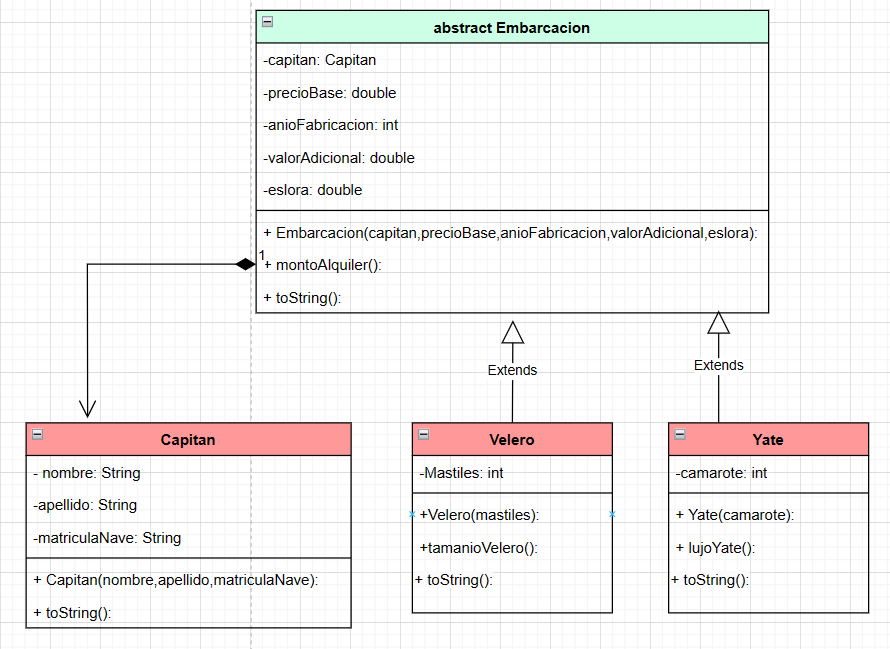 abstract Embarcacion
-capitan: Capitan
-precioBase: double
-anioFabricacion: int
-valorAdicional: double
-eslora: double
+ Embarcacion(capitan,precioBase,anioFabricacion,valorAdicional,eslora):
1
+ montoAlquiler():
+ toString():
Extends
Extends
Capitan
- nombre: String
-apellido: String
-matriculaNave: String
+ Capitan(nombre,apellido,matriculaNave):
+ toString():
Velero
-Mastiles: int
+Velero(mastiles):
+tamanioVelero():
+ toString():
Yate
-camarote: int
+ Yate(camarote):
+ lujoYate():
+ toString():